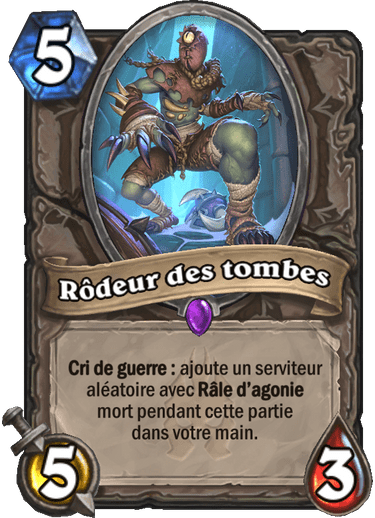 5
Rôdeur des tombes
Cri de guerre : ajoute un serviteur
aléatoire avec Râle d’agonie
mort pendant cette partie
dans votre main.
5
3